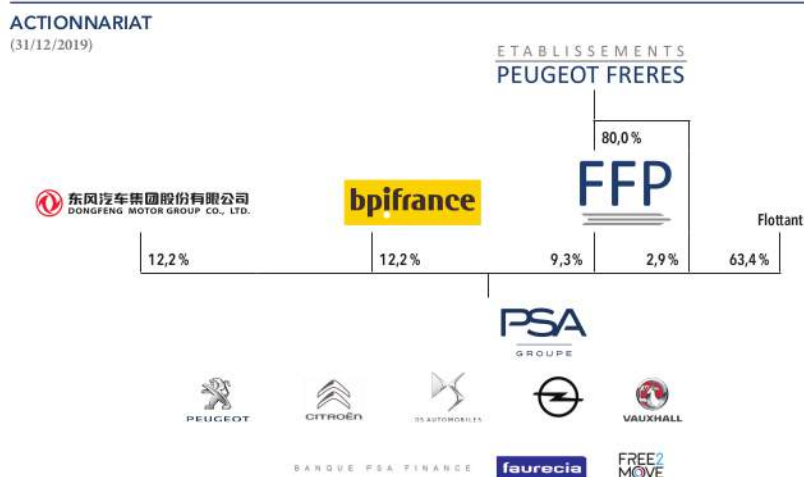 ACTIONNARIAT
(31/12/2019)
ETABLISSEMENTS
PEUGEOT FRERES
80,0 %
东风汽车集团股份有限公司
DONGFENG MOTOR GROUP CO., LTD.
bpifrance
FFP
Flottant
12,2 %
12,2 %
9,3 %
2,9 %
63,4 %
PSA
GROUPE
PEUGEOT
CITROËN
DS AUTOMOBILES
VAUXHALL
BANQUE PSA FINANCE
faurecia
FREE2
MOVE